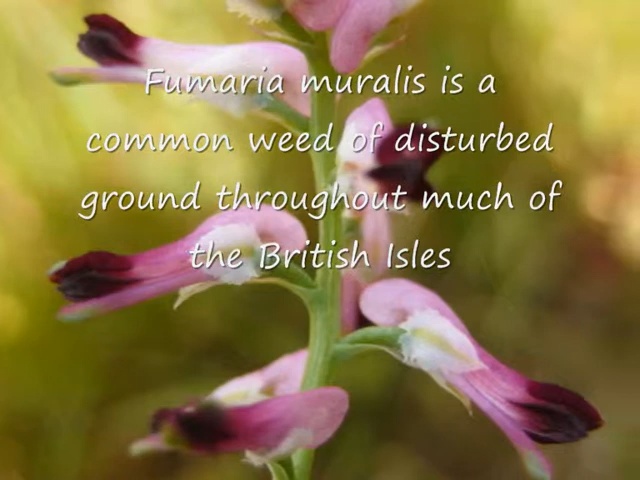 Fumaria muralis is a
common weed of disturbed
ground throughout much of
the British Isles